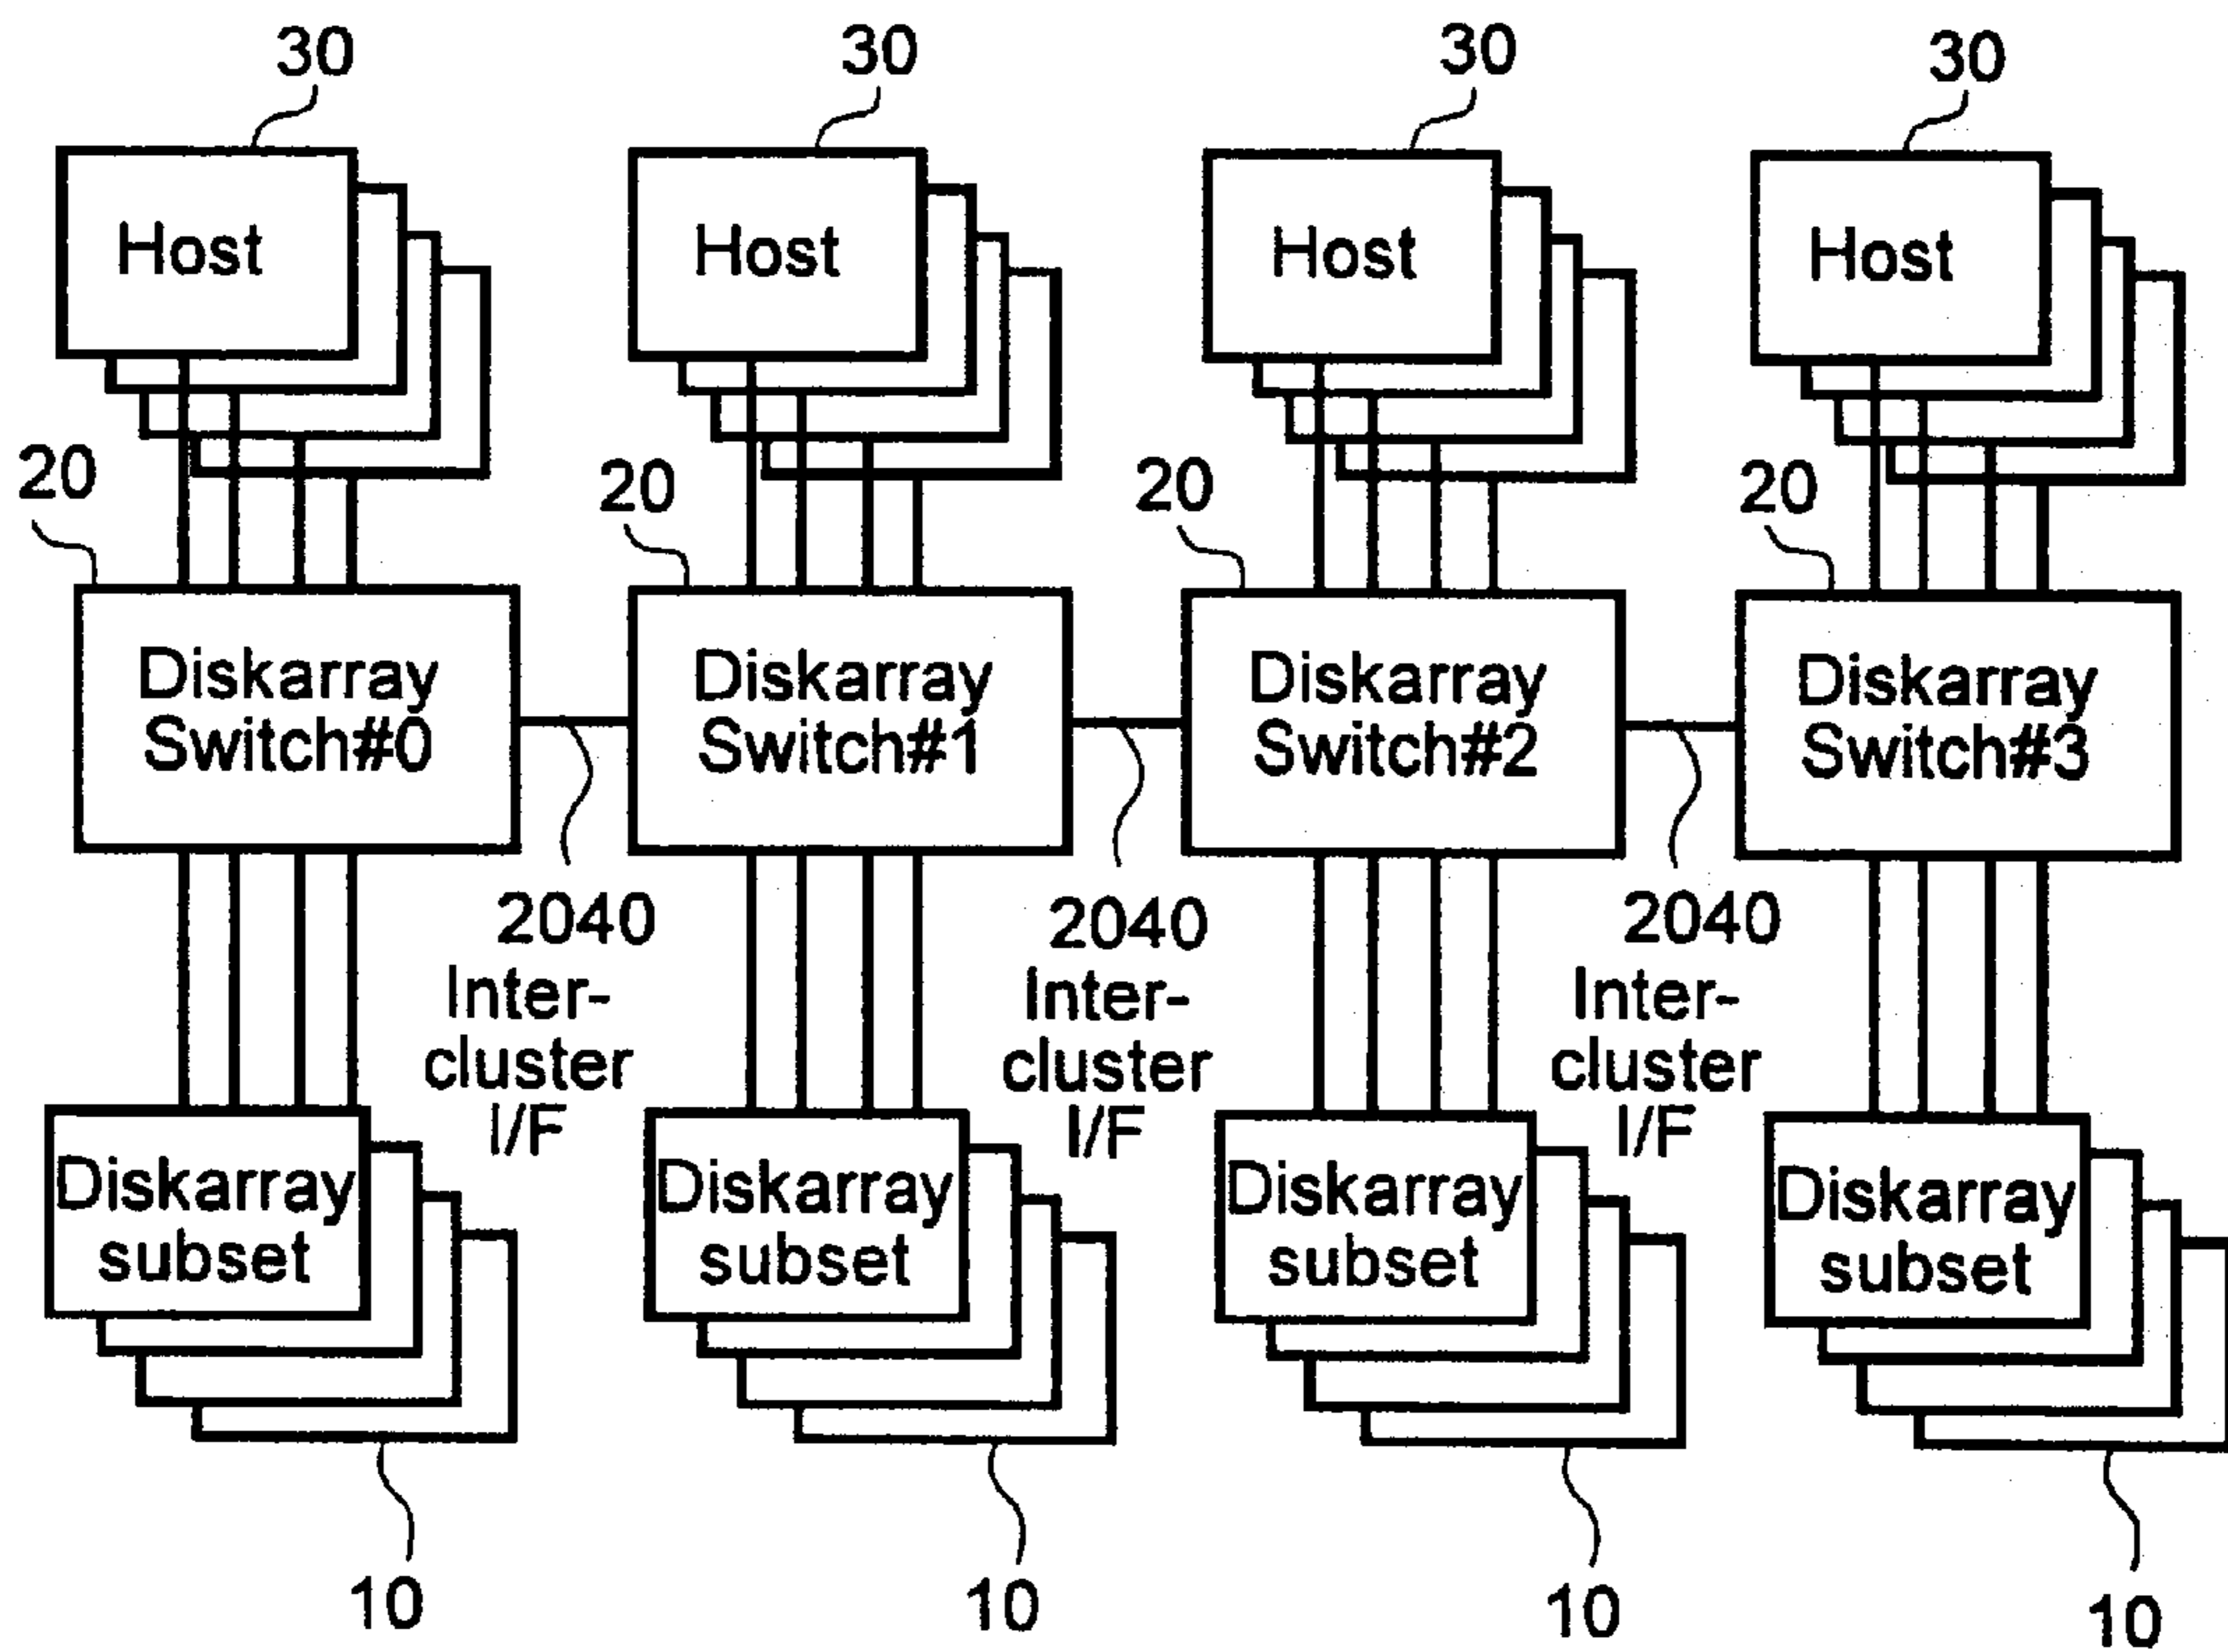 30 30 30 30
Host Host Host Host
20 20 20 20
Diskarray Diskarray Diskarray Diskarray
Switch#0 Switch#1 Switch#2 Switch#3
2040 2040 2040
Inter- Inter- Inter-
cluster cluster cluster
I/F I/F I/F
Diskarray Diskarray Diskarray Diskarray
subset subset subset subset
10 10 10 10